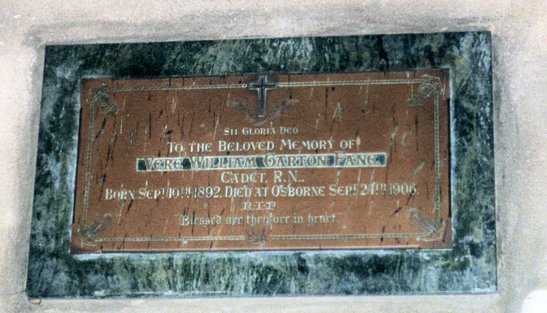 SIT GLORIA DEO
TO THE BELOVED MEMORY OF
VERE WILLIAM GARTON FANE
CADET, R.N.
BORN SEPT 10TH 1892, DIED AT OSBORNE SEPT 24TH 1906
R·I·P
"Blessed are the pure in heart"